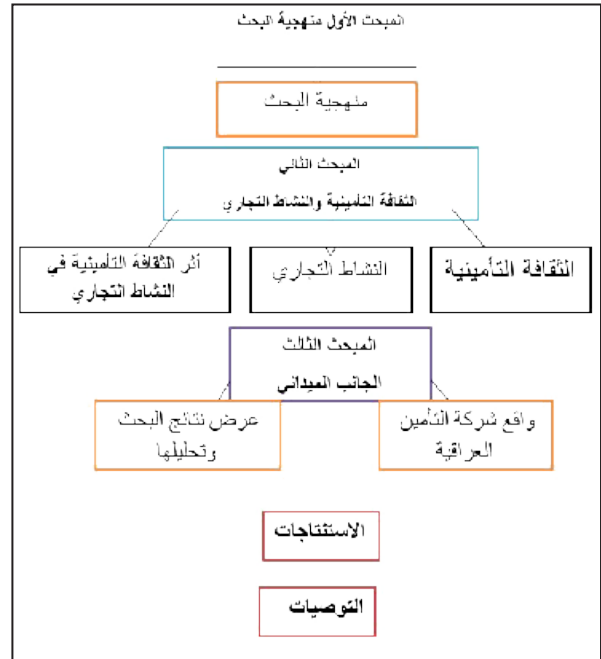 المبحث الأول منهجية البحث
منهجية البحث
المبحث الثاني
الثقافة التأمينية والنشاط التجاري
الثقافة التأمينية
النشاط التجاري
أثر الثقافة التأمينية في
النشاط التجاري
المبحث الثالث
الجانب الميداني
واقع شركة التأمين
العراقية
عرض نتائج البحث
وتحليلها
الاستنتاجات
التوصيات